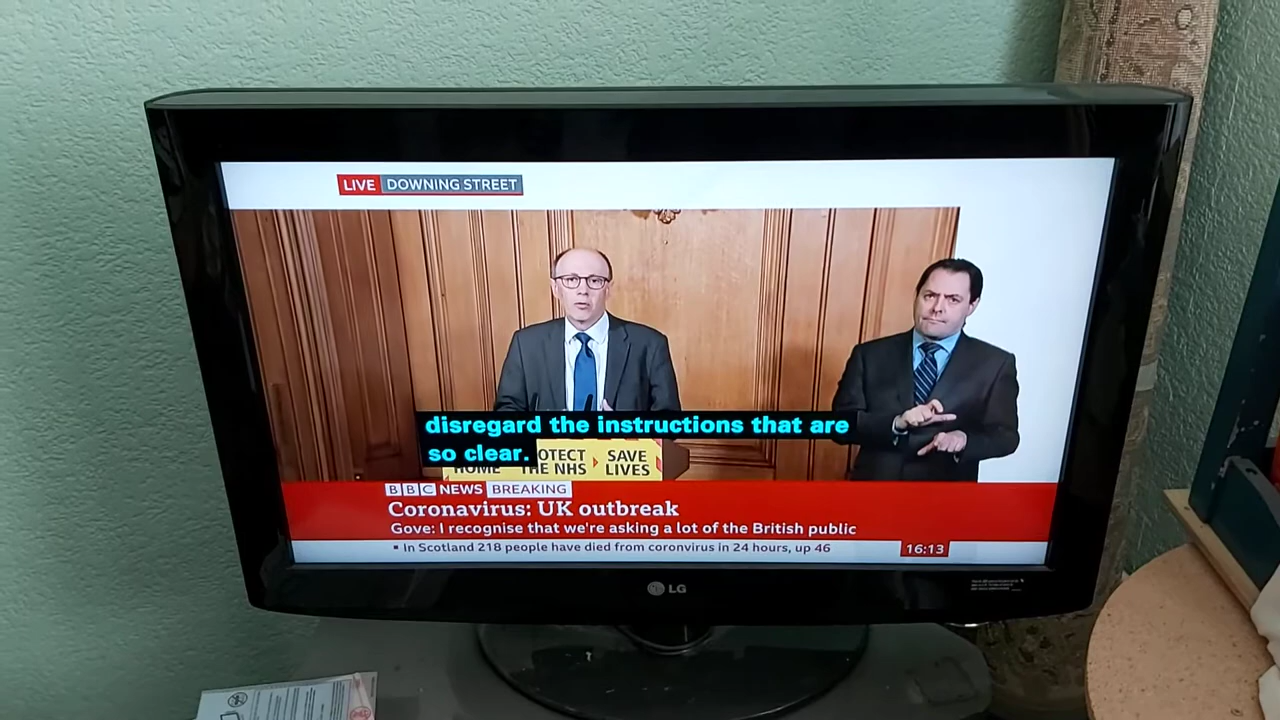 LIVE DOWNING STREET
disregard the instructions that are
so clear.
OTECT SAVE
HOME THE NHS LIVES
BBC NEWS BREAKING
Coronavirus: UK outbreak
Gove: I recognise that we're asking a lot of the British public
In Scotland 218 people have died from coronvirus in 24 hours, up 46
16:13
LG